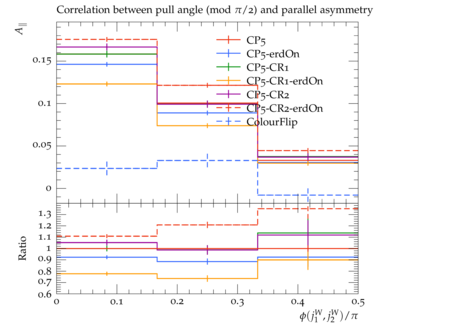 Correlation between pull angle (mod π/2) and parallel asymmetry
A∥
CP5
CP5-erdOn
CP5-CR1
CP5-CR1-erdOn
CP5-CR2
CP5-CR2-erdOn
ColourFlip
0.15
0.1
0.05
0
Ratio
1.3
1.2
1.1
1
0.9
0.8
0.7
0.6
0 0.1 0.2 0.3 0.4 0.5
ϕ(j₁ᵂ, j₂ᵂ)/π